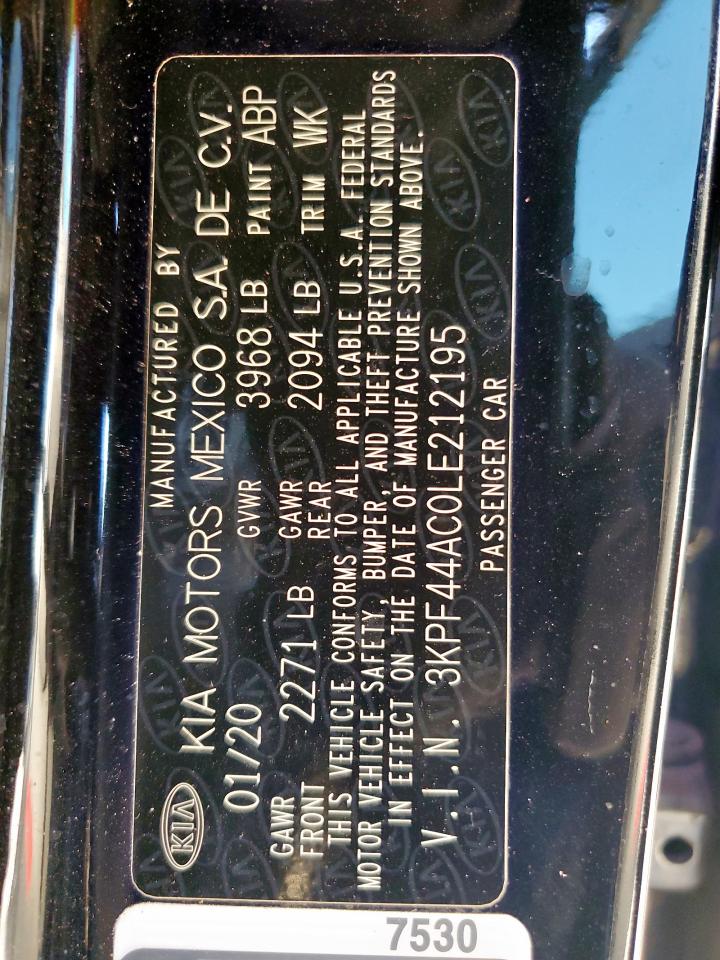 MANUFACTURED BY
KIA KIA MOTORS MEXICO S.A. DE C.V.
01/20 GVWR 3968 LB PAINT ABP
GAWR FRONT 2271 LB GAWR REAR 2094 LB TRIM WK
THIS VEHICLE CONFORMS TO ALL APPLICABLE U.S.A. FEDERAL
MOTOR VEHICLE SAFETY, BUMPER, AND THEFT PREVENTION STANDARDS
IN EFFECT ON THE DATE OF MANUFACTURE SHOWN ABOVE.
V.I.N. 3KPF44AC0LE212195
PASSENGER CAR
7530